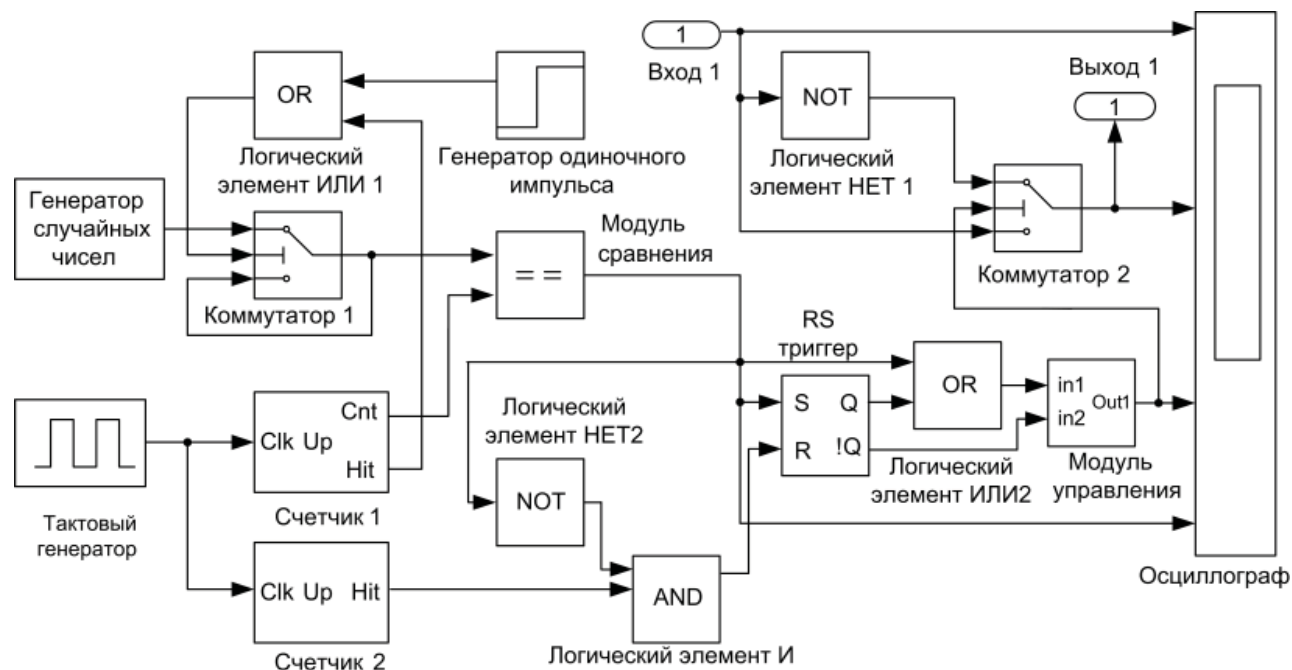 1
Вход 1
OR
Логический
элемент ИЛИ 1
Генератор одиночного
импульса
NOT
Логический
элемент НЕТ 1
Выход 1
1
Генератор
случайных
чисел
Коммутатор 1
Модуль
сравнения
==
Коммутатор 2
RS
триггер
Тактовый
генератор
Clk Up
Cnt
Hit
Счетчик 1
Логический
элемент НЕТ2
NOT
S Q
R !Q
OR
Логический
элемент ИЛИ2
in1
in2
Out1
Модуль
управления
Clk Up Hit
Счетчик 2
AND
Логический элемент И
Осциллограф